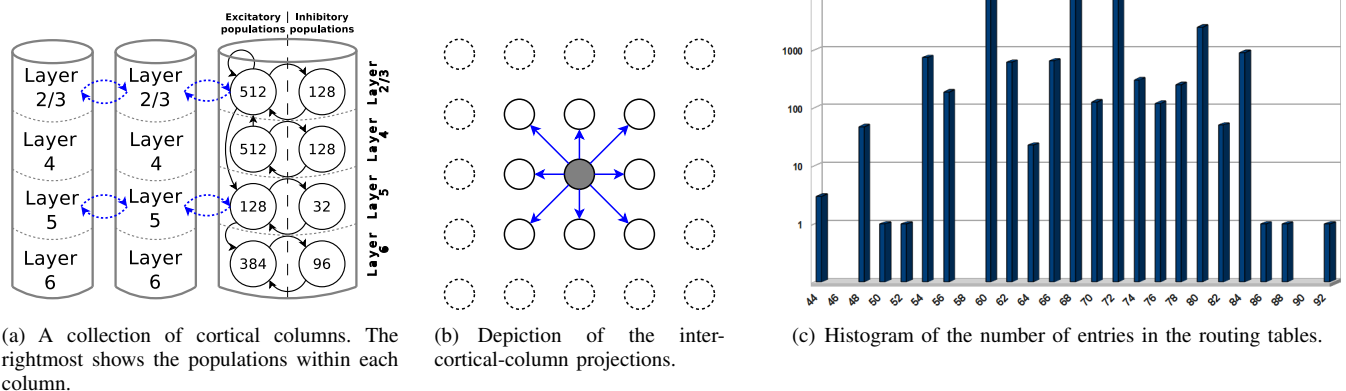 Excitatory
populations
Inhibitory
populations
Layer
2/3
Layer
2/3
512
128
Layer
2/3
Layer
4
Layer
4
512
128
Layer
4
Layer
5
Layer
5
128
32
Layer
5
Layer
6
Layer
6
384
96
Layer
6
(a) A collection of cortical columns. The
rightmost shows the populations within each
column.
(b) Depiction of the inter-
cortical-column projections.
1000
100
10
1
44 46 48 50 52 54 56 58 60 62 64 66 68 70 72 74 76 78 80 82 84 86 88 90 92
(c) Histogram of the number of entries in the routing tables.